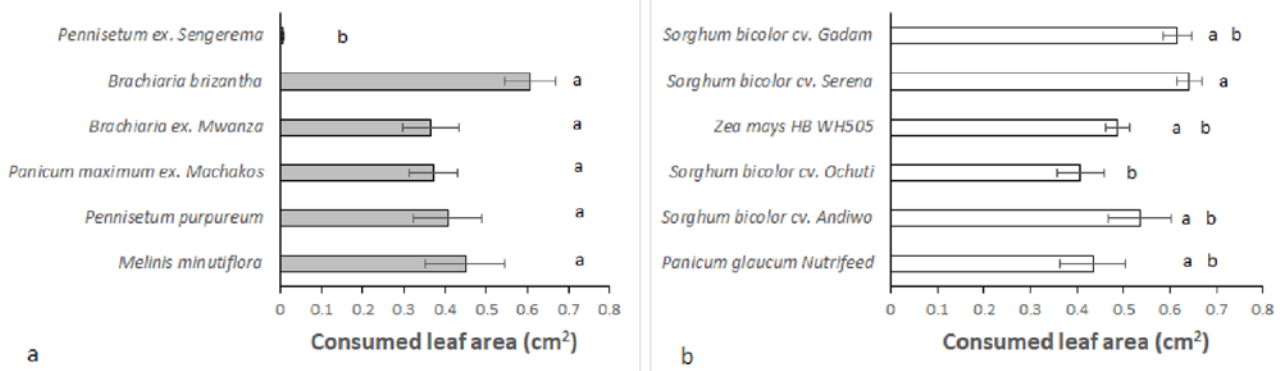 Pennisetum ex. Sengerema
b
Brachiaria brizantha
a
Brachiaria ex. Mwanza
a
Panicum maximum ex. Machakos
a
Pennisetum purpureum
a
Melinis minutiflora
a
0 0.1 0.2 0.3 0.4 0.5 0.6 0.7 0.8
Consumed leaf area (cm²)
a
Sorghum bicolor cv. Gadam
a b
Sorghum bicolor cv. Serena
a
Zea mays HB WH505
a b
Sorghum bicolor cv. Ochuti
b
Sorghum bicolor cv. Andiwo
a b
Panicum glaucum Nutrifeed
a b
0 0.1 0.2 0.3 0.4 0.5 0.6 0.7 0.8
Consumed leaf area (cm²)
b